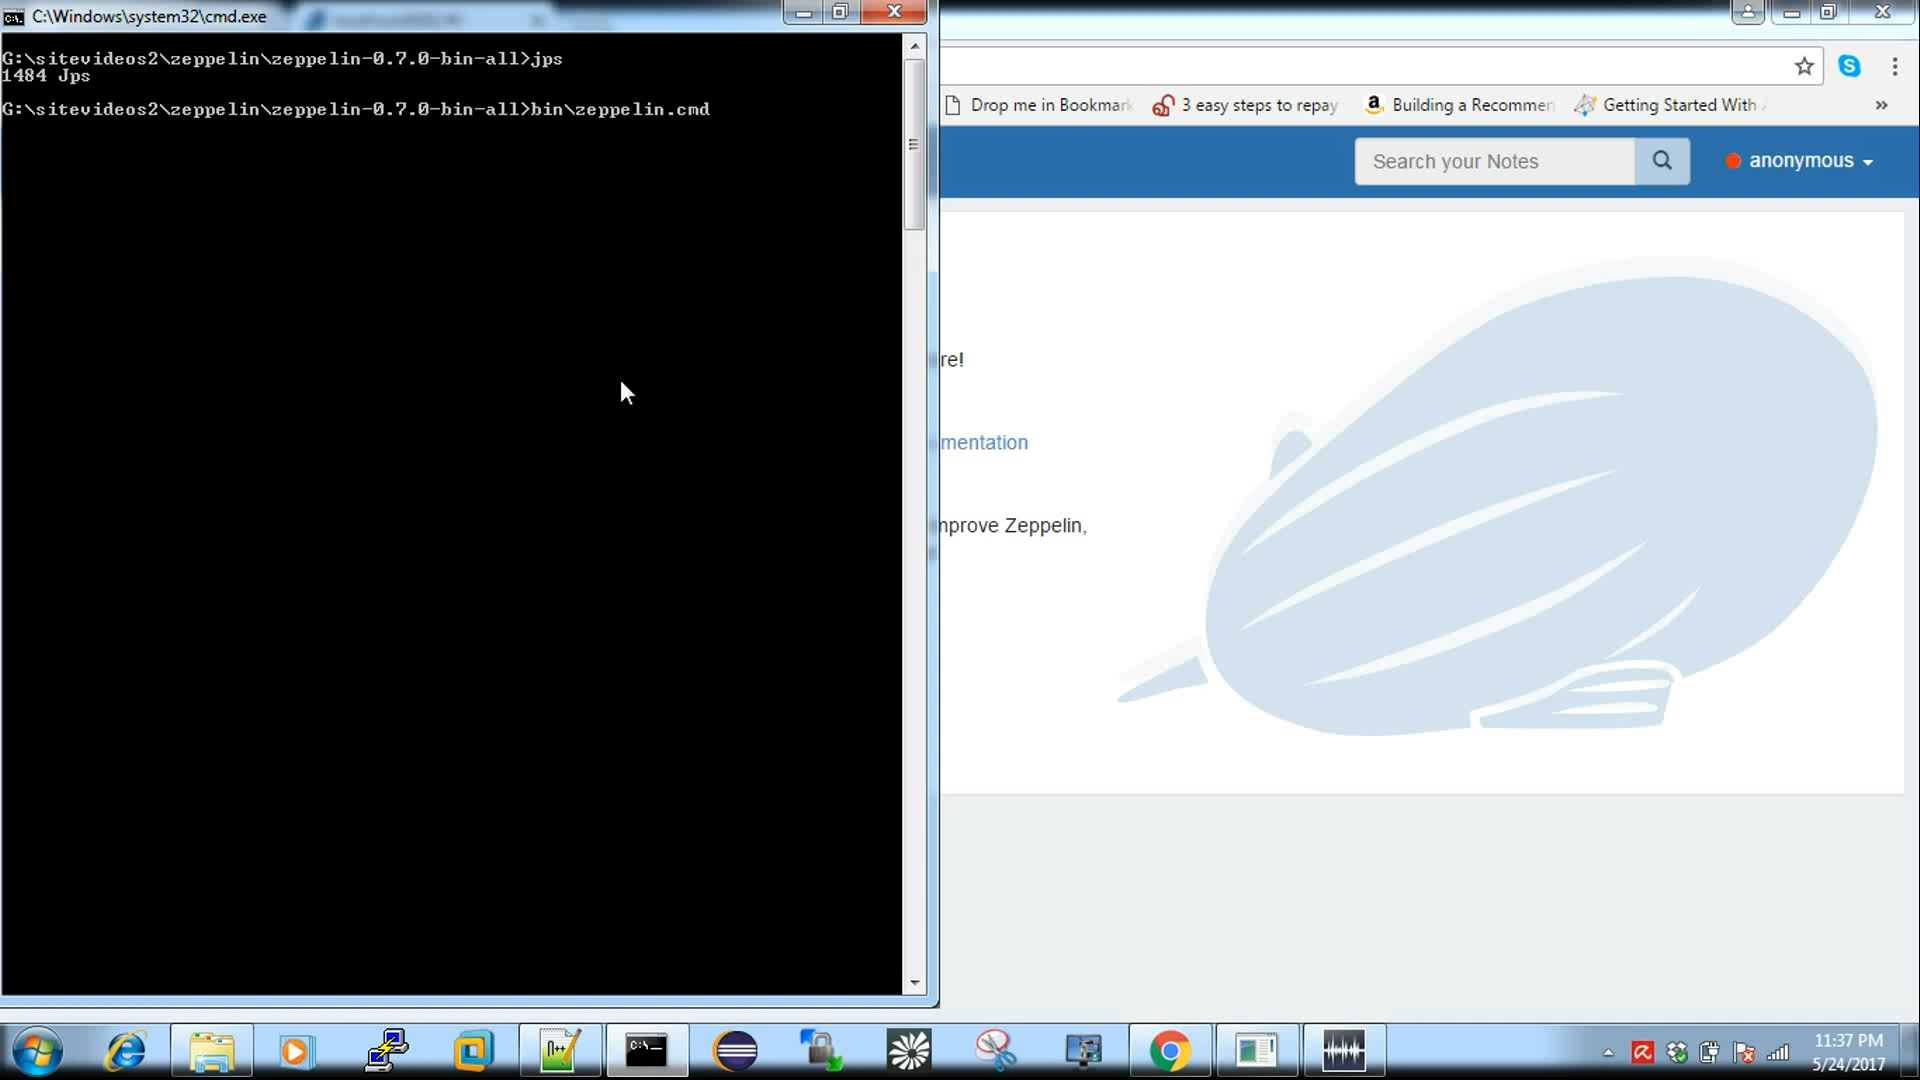 C:\Windows\system32\cmd.exe
G:\sitevideos2\zeppelin\zeppelin-0.7.0-bin-all>jps
1484 Jps
G:\sitevideos2\zeppelin\zeppelin-0.7.0-bin-all>bin\zeppelin.cmd
Drop me in Bookmark 3 easy steps to repay Building a Recommen Getting Started With »
Search your Notes
anonymous
re!
mentation
mprove Zeppelin,
11:37 PM
5/24/2017